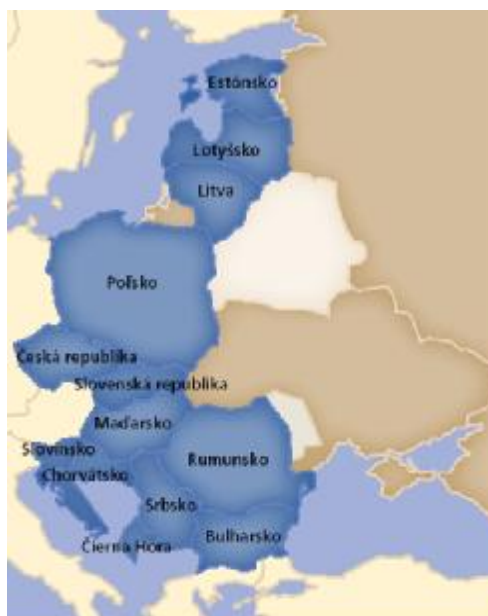 Estónsko
Lotyšsko
Litva
Poľsko
Česká republika
Slovenská republika
Maďarsko
Slovinsko
Rumunsko
Chorvátsko
Srbsko
Bulharsko
Čierna Hora